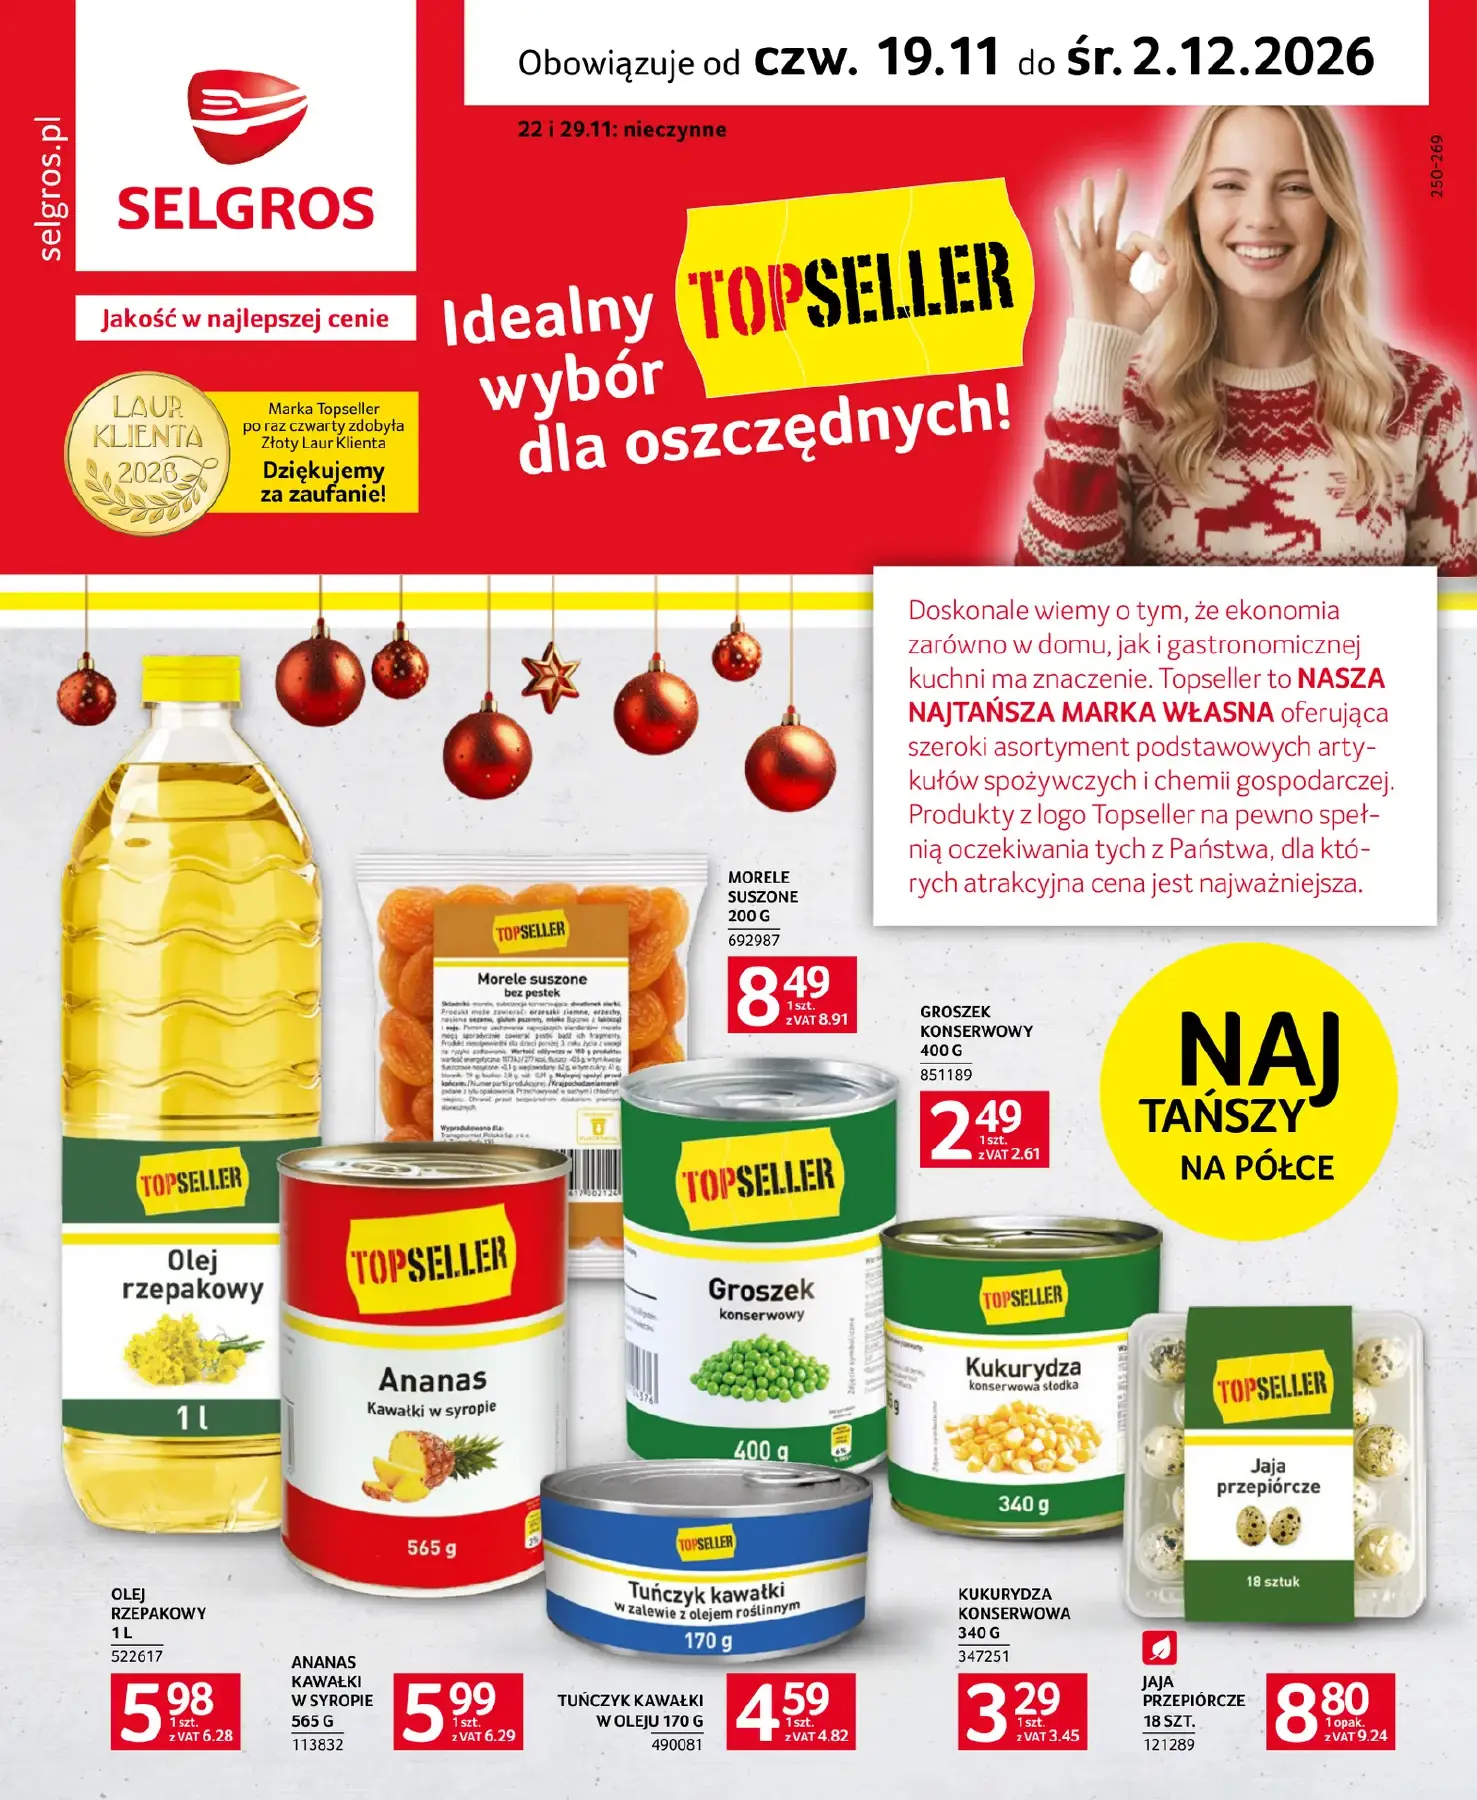 Obowiązuje od czw. 19.11 do śr. 2.12.2026
22 i 29.11: nieczynne
250-269
selgros.pl
SELGROS
Jakość w najlepszej cenie
LAUR
KLIENTA
2026
Marka Topseller
po raz czwarty zdobyła
Złoty Laur Klienta
Dziękujemy
za zaufanie!
Idealny
wybór
TOPSELLER
dla oszczędnych!
Doskonale wiemy o tym, że ekonomia
zarówno w domu, jak i gastronomicznej
kuchni ma znaczenie. Topseller to NASZA
NAJTAŃSZA MARKA WŁASNA oferująca
szeroki asortyment podstawowych arty-
kułów spożywczych i chemii gospodarczej.
Produkty z logo Topseller na pewno speł-
nią oczekiwania tych z Państwa, dla któ-
rych atrakcyjna cena jest najważniejsza.
MORELE
SUSZONE
200 G
692987
8.49
1 szt.
z VAT 8.91
GROSZEK
KONSERWOWY
400 G
851189
2.49
1 szt.
z VAT 2.61
NAJ
TAŃSZY
NA PÓŁCE
TOPSELLER
Morele suszone
bez pestek
TOPSELLER
Olej
rzepakowy
1 l
TOPSELLER
Ananas
Kawałki w syropie
565 g
TOPSELLER
Groszek
konserwowy
400 g
TOPSELLER
Kukurydza
konserwowa słodka
340 g
TOPSELLER
Tuńczyk kawałki
w zalewie z olejem roślinnym
170 g
TOPSELLER
Jaja
przepiórcze
18 sztuk
OLEJ
RZEPAKOWY
1 L
522617
5.98
1 szt.
z VAT 6.28
ANANAS
KAWAŁKI
W SYROPIE
565 G
113832
5.99
1 szt.
z VAT 6.29
TUŃCZYK KAWAŁKI
W OLEJU 170 G
490081
4.59
1 szt.
z VAT 4.82
KUKURYDZA
KONSERWOWA
340 G
347251
3.29
1 szt.
z VAT 3.45
JAJA
PRZEPIÓRCZE
18 SZT.
121289
8.80
1 opak.
z VAT 9.24